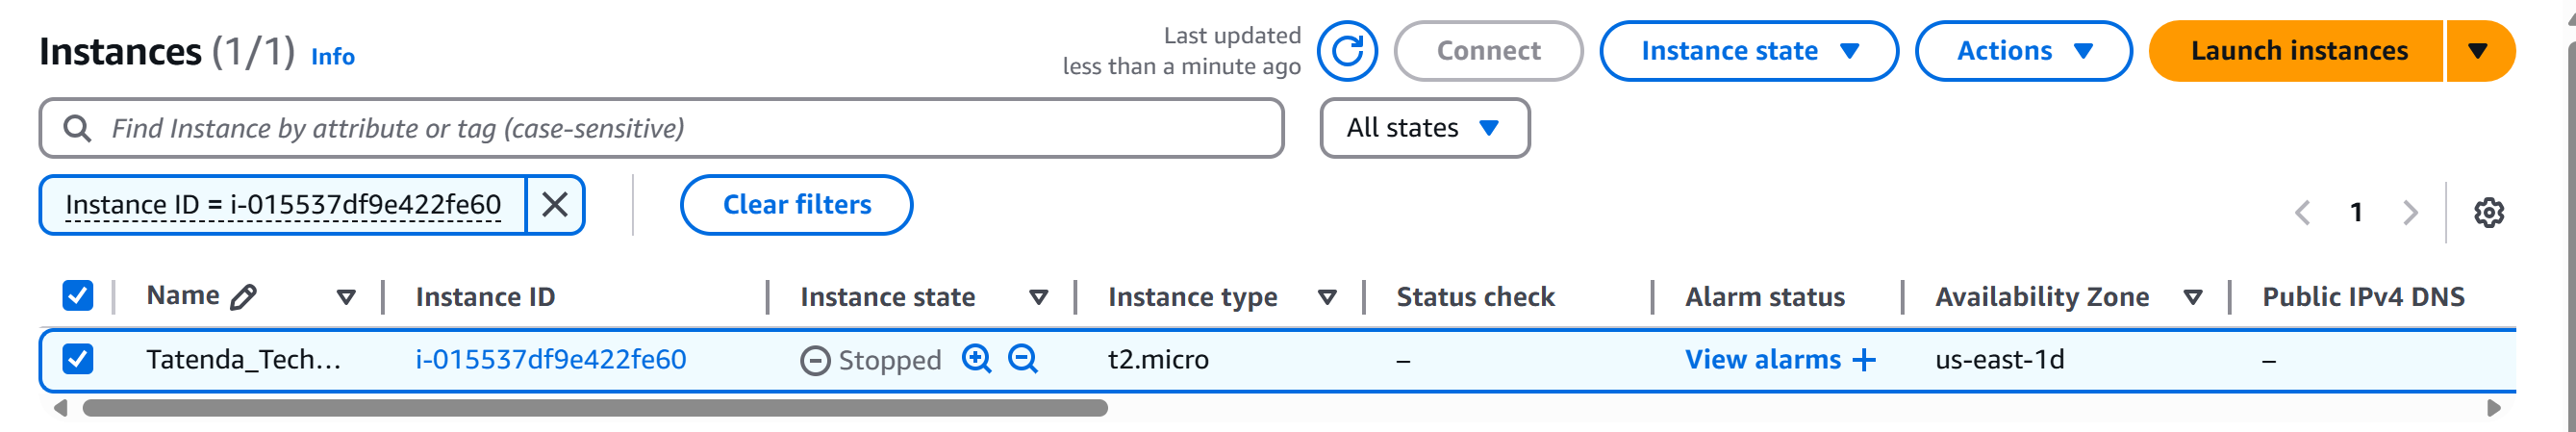 Instances (1/1) Info
Last updated
less than a minute ago
Connect
Instance state
Actions
Launch instances
Find Instance by attribute or tag (case-sensitive)
All states
Instance ID = i-015537df9e422fe60
Clear filters
1
Name Instance ID Instance state Instance type Status check Alarm status Availability Zone Public IPv4 DNS
Tatenda_Tech... i-015537df9e422fe60 Stopped t2.micro – View alarms + us-east-1d –